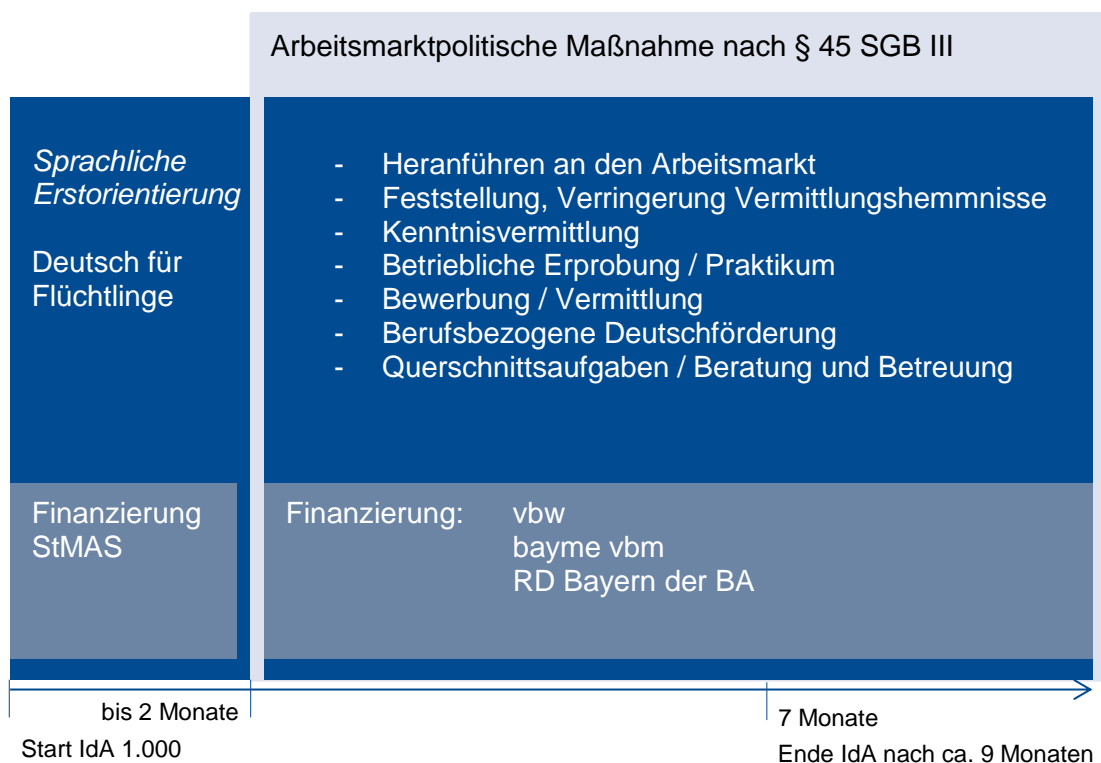 Arbeitsmarktpolitische Maßnahme nach § 45 SGB III
Sprachliche
Erstorientierung
Deutsch für
Flüchtlinge
- Heranführen an den Arbeitsmarkt
- Feststellung, Verringerung Vermittlungshemmnisse
- Kenntnisvermittlung
- Betriebliche Erprobung / Praktikum
- Bewerbung / Vermittlung
- Berufsbezogene Deutschförderung
- Querschnittsaufgaben / Beratung und Betreuung
Finanzierung
StMAS
Finanzierung: vbw
bayme vbm
RD Bayern der BA
bis 2 Monate
Start IdA 1.000
7 Monate
Ende IdA nach ca. 9 Monaten